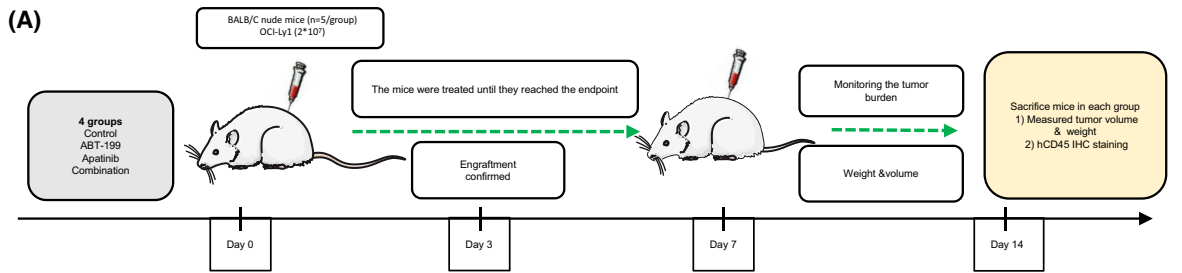 (A)
BALB/C nude mice (n=5/group)
OCI-Ly1 (2*10⁷)
4 groups
Control
ABT-199
Apatinib
Combination
The mice were treated until they reached the endpoint
Engraftment
confirmed
Monitoring the tumor
burden
Weight &volume
Sacrifice mice in each group
1) Measured tumor volume
& weight
2) hCD45 IHC staining
Day 0
Day 3
Day 7
Day 14